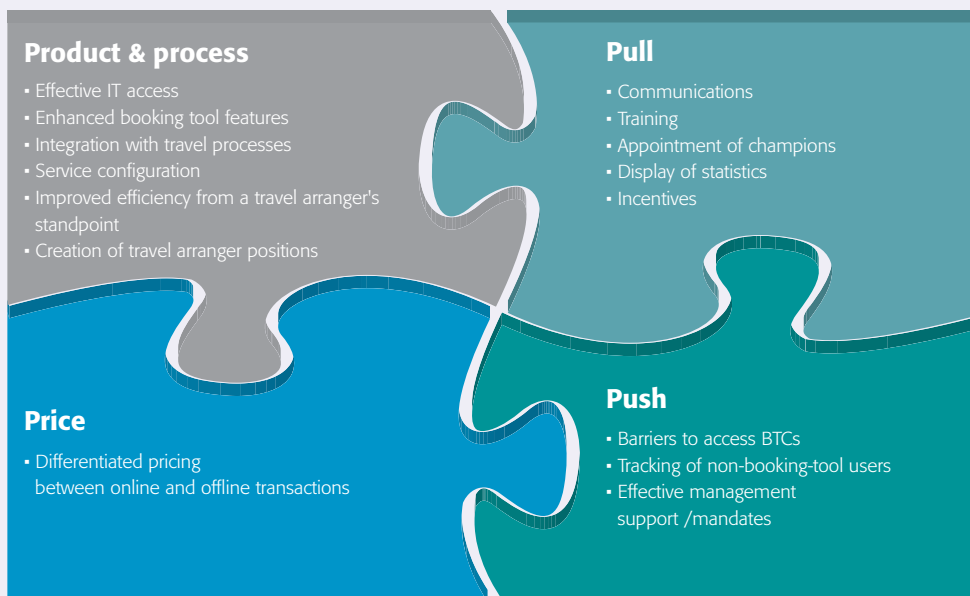 Product & process
▪ Effective IT access
▪ Enhanced booking tool features
▪ Integration with travel processes
▪ Service configuration
▪ Improved efficiency from a travel arranger's
standpoint
▪ Creation of travel arranger positions
Pull
▪ Communications
▪ Training
▪ Appointment of champions
▪ Display of statistics
▪ Incentives
Price
▪ Differentiated pricing
between online and offline transactions
Push
▪ Barriers to access BTCs
▪ Tracking of non-booking-tool users
▪ Effective management
support /mandates